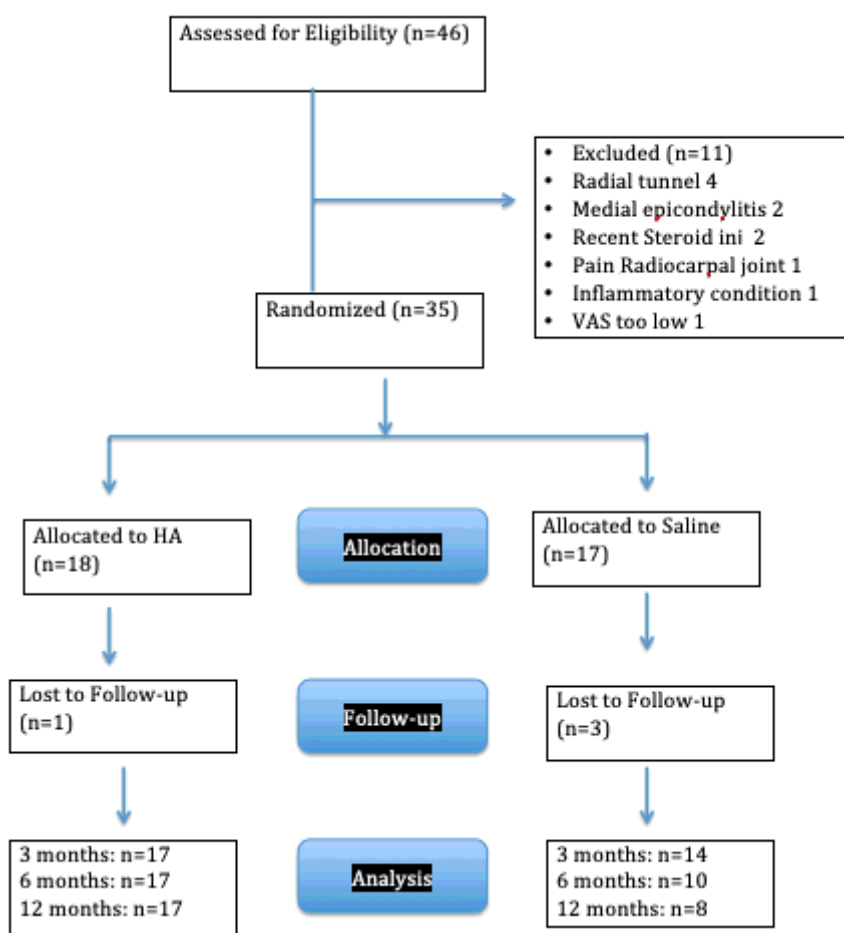 Assessed for Eligibility (n=46)
• Excluded (n=11)
• Radial tunnel 4
• Medial epicondylitis 2
• Recent Steroid ini 2
• Pain Radiocarpal joint 1
• Inflammatory condition 1
• VAS too low 1
Randomized (n=35)
Allocated to HA
(n=18)
Allocation
Allocated to Saline
(n=17)
Lost to Follow-up
(n=1)
Follow-up
Lost to Follow-up
(n=3)
3 months: n=17
6 months: n=17
12 months: n=17
Analysis
3 months: n=14
6 months: n=10
12 months: n=8